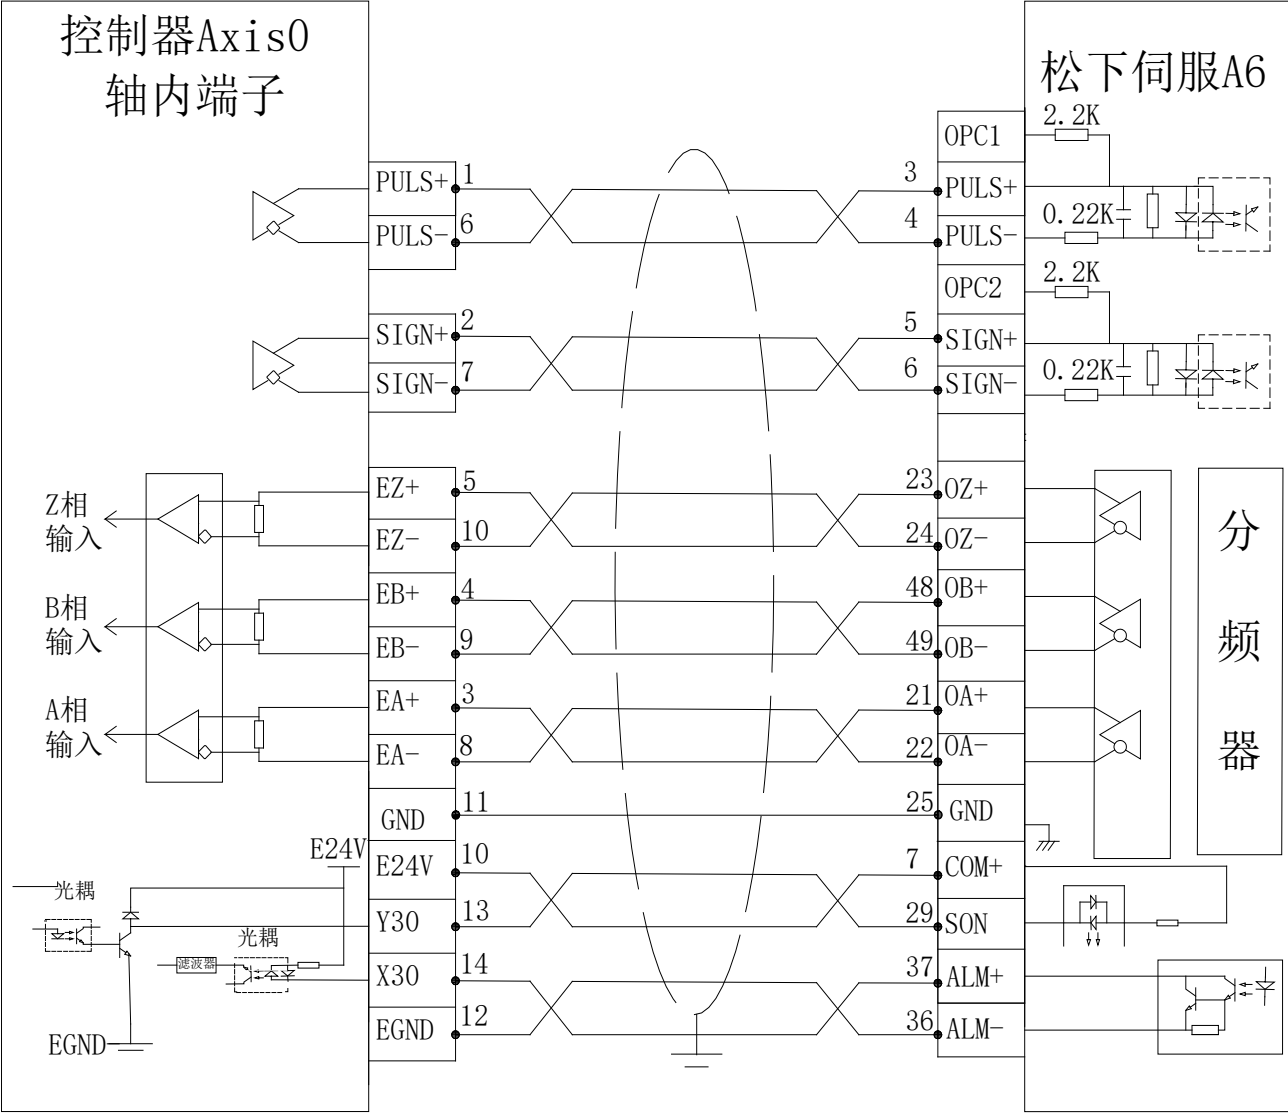 控制器Axis0
轴内端子
松下伺服A6
OPC1
2.2K
PULS+ 1
3 PULS+
PULS- 6
4 PULS-
0.22K
OPC2
2.2K
SIGN+ 2
5 SIGN+
SIGN- 7
6 SIGN-
0.22K
Z相
输入
EZ+ 5
23 OZ+
EZ- 10
24 OZ-
B相
输入
EB+ 4
48 OB+
EB- 9
49 OB-
A相
输入
EA+ 3
21 OA+
EA- 8
22 OA-
分
频
器
GND 11
25 GND
E24V
E24V 10
7 COM+
光耦
Y30 13
29 SON
光耦
滤波器
X30 14
37 ALM+
EGND 12
36 ALM-
EGND